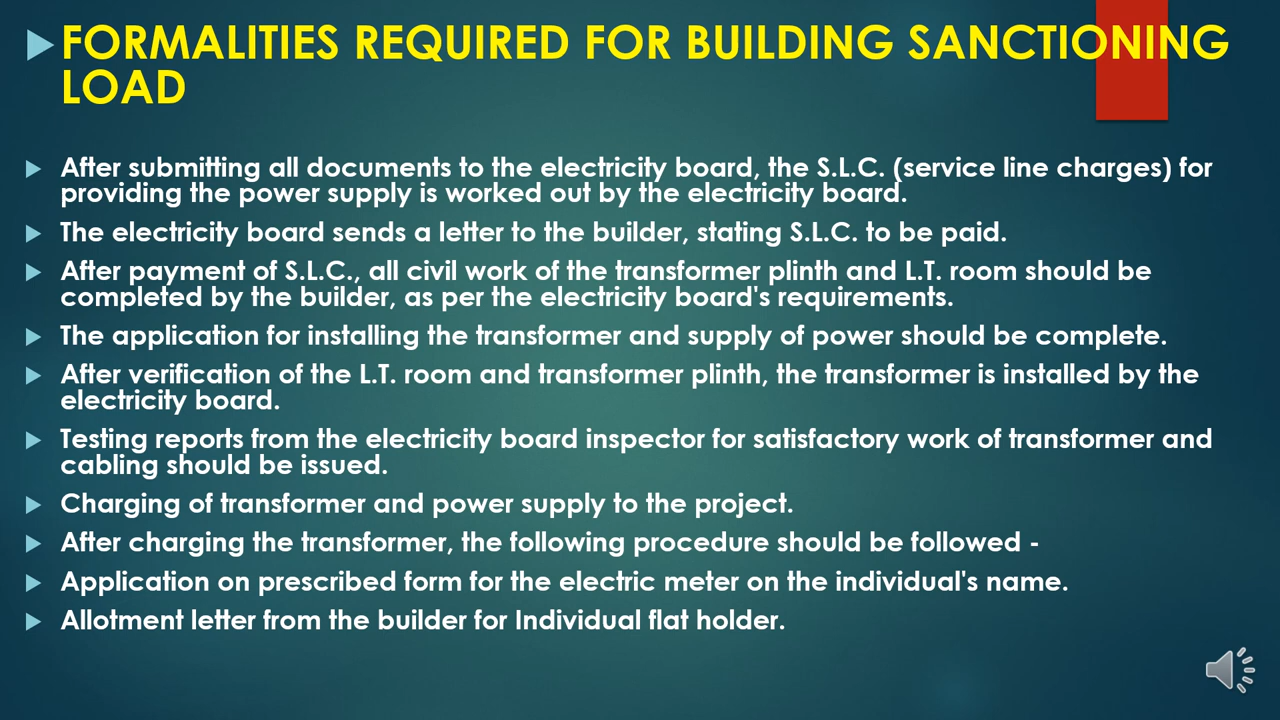 FORMALITIES REQUIRED FOR BUILDING SANCTIONING
LOAD
After submitting all documents to the electricity board, the S.L.C. (service line charges) for
providing the power supply is worked out by the electricity board.
The electricity board sends a letter to the builder, stating S.L.C. to be paid.
After payment of S.L.C., all civil work of the transformer plinth and L.T. room should be
completed by the builder, as per the electricity board's requirements.
The application for installing the transformer and supply of power should be complete.
After verification of the L.T. room and transformer plinth, the transformer is installed by the
electricity board.
Testing reports from the electricity board inspector for satisfactory work of transformer and
cabling should be issued.
Charging of transformer and power supply to the project.
After charging the transformer, the following procedure should be followed -
Application on prescribed form for the electric meter on the individual's name.
Allotment letter from the builder for Individual flat holder.